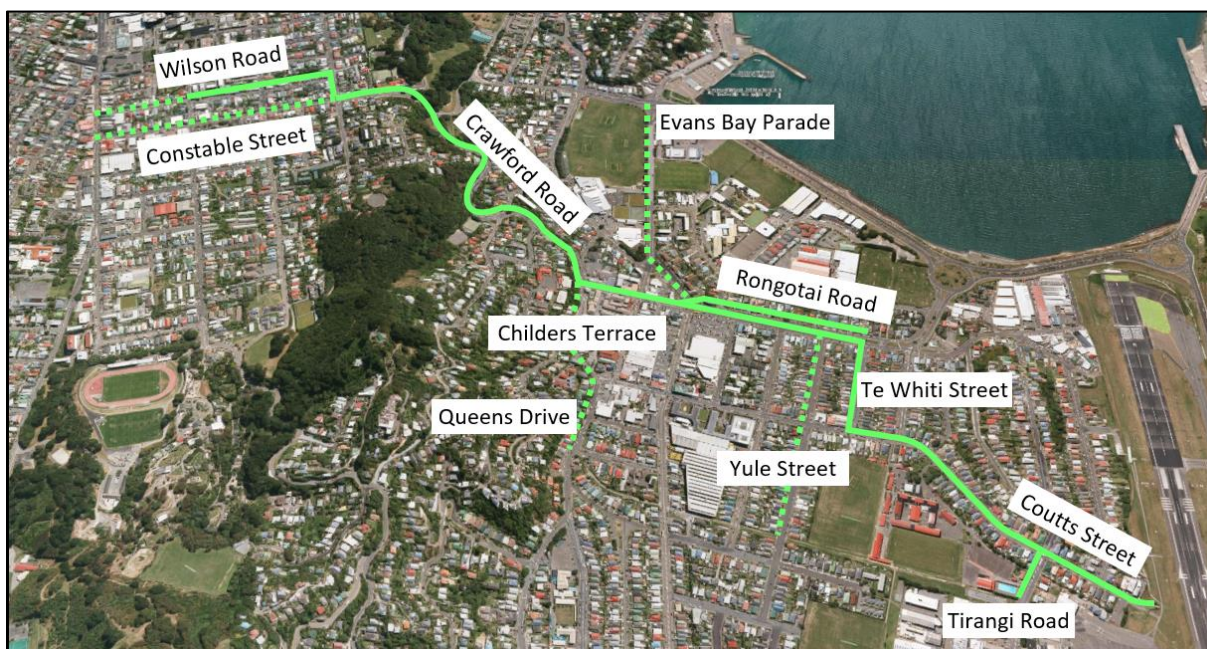 Wilson Road
Constable Street
Crawford Road
Evans Bay Parade
Rongotai Road
Childers Terrace
Te Whiti Street
Queens Drive
Yule Street
Coutts Street
Tirangi Road